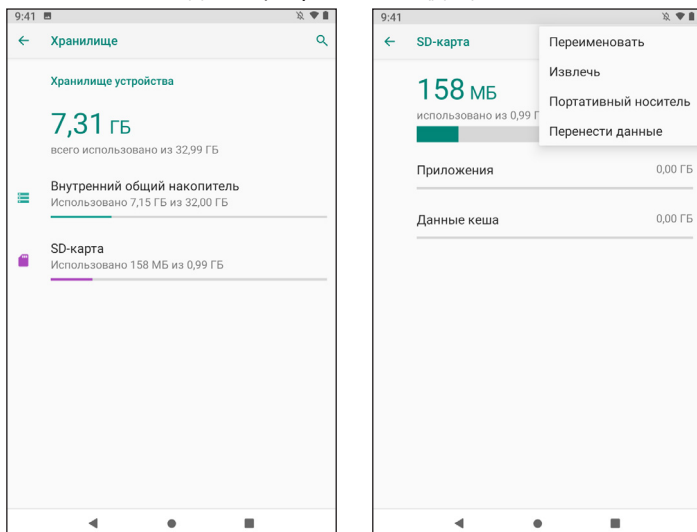 9:41
Хранилище
Хранилище устройства
7,31 ГБ
всего использовано из 32,99 ГБ
Внутренний общий накопитель
Использовано 7,15 ГБ из 32,00 ГБ
SD-карта
Использовано 158 МБ из 0,99 ГБ
9:41
SD-карта
Переименовать
Извлечь
Портативный носитель
Перенести данные
158 МБ
использовано из 0,99 Г
Приложения 0,00 ГБ
Данные кеша 0,00 ГБ